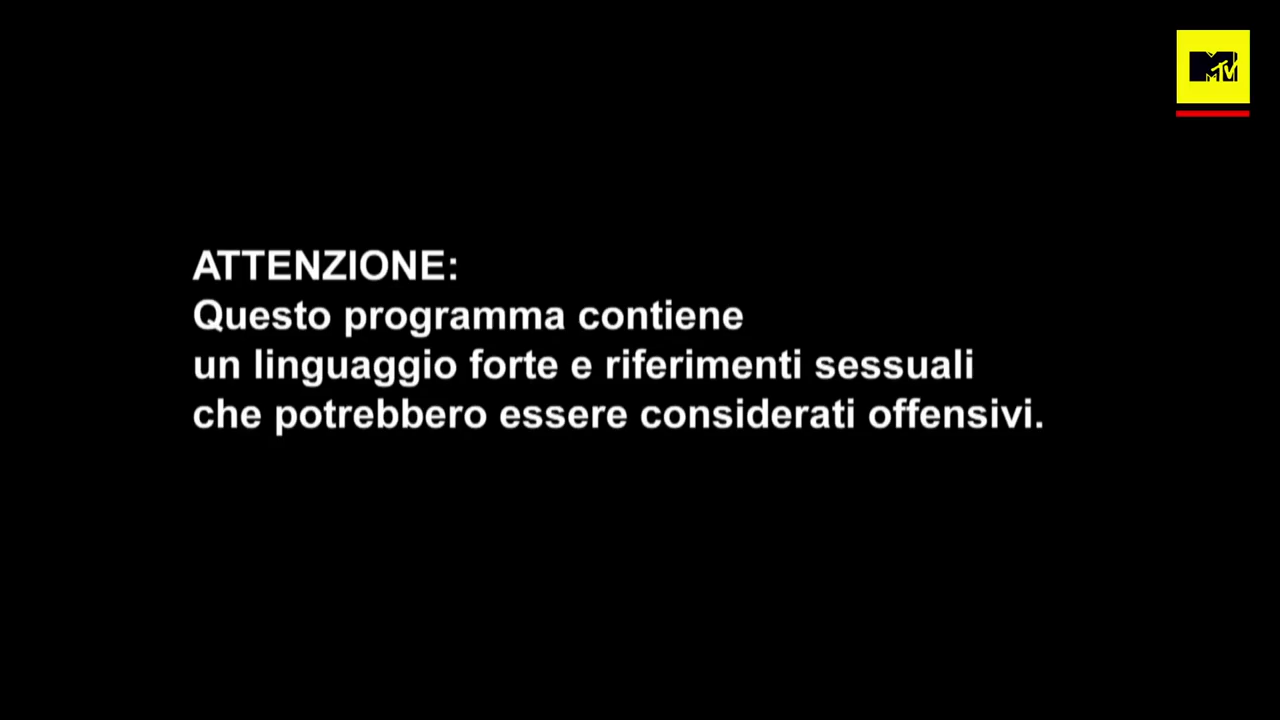 MTV
ATTENZIONE:
Questo programma contiene
un linguaggio forte e riferimenti sessuali
che potrebbero essere considerati offensivi.